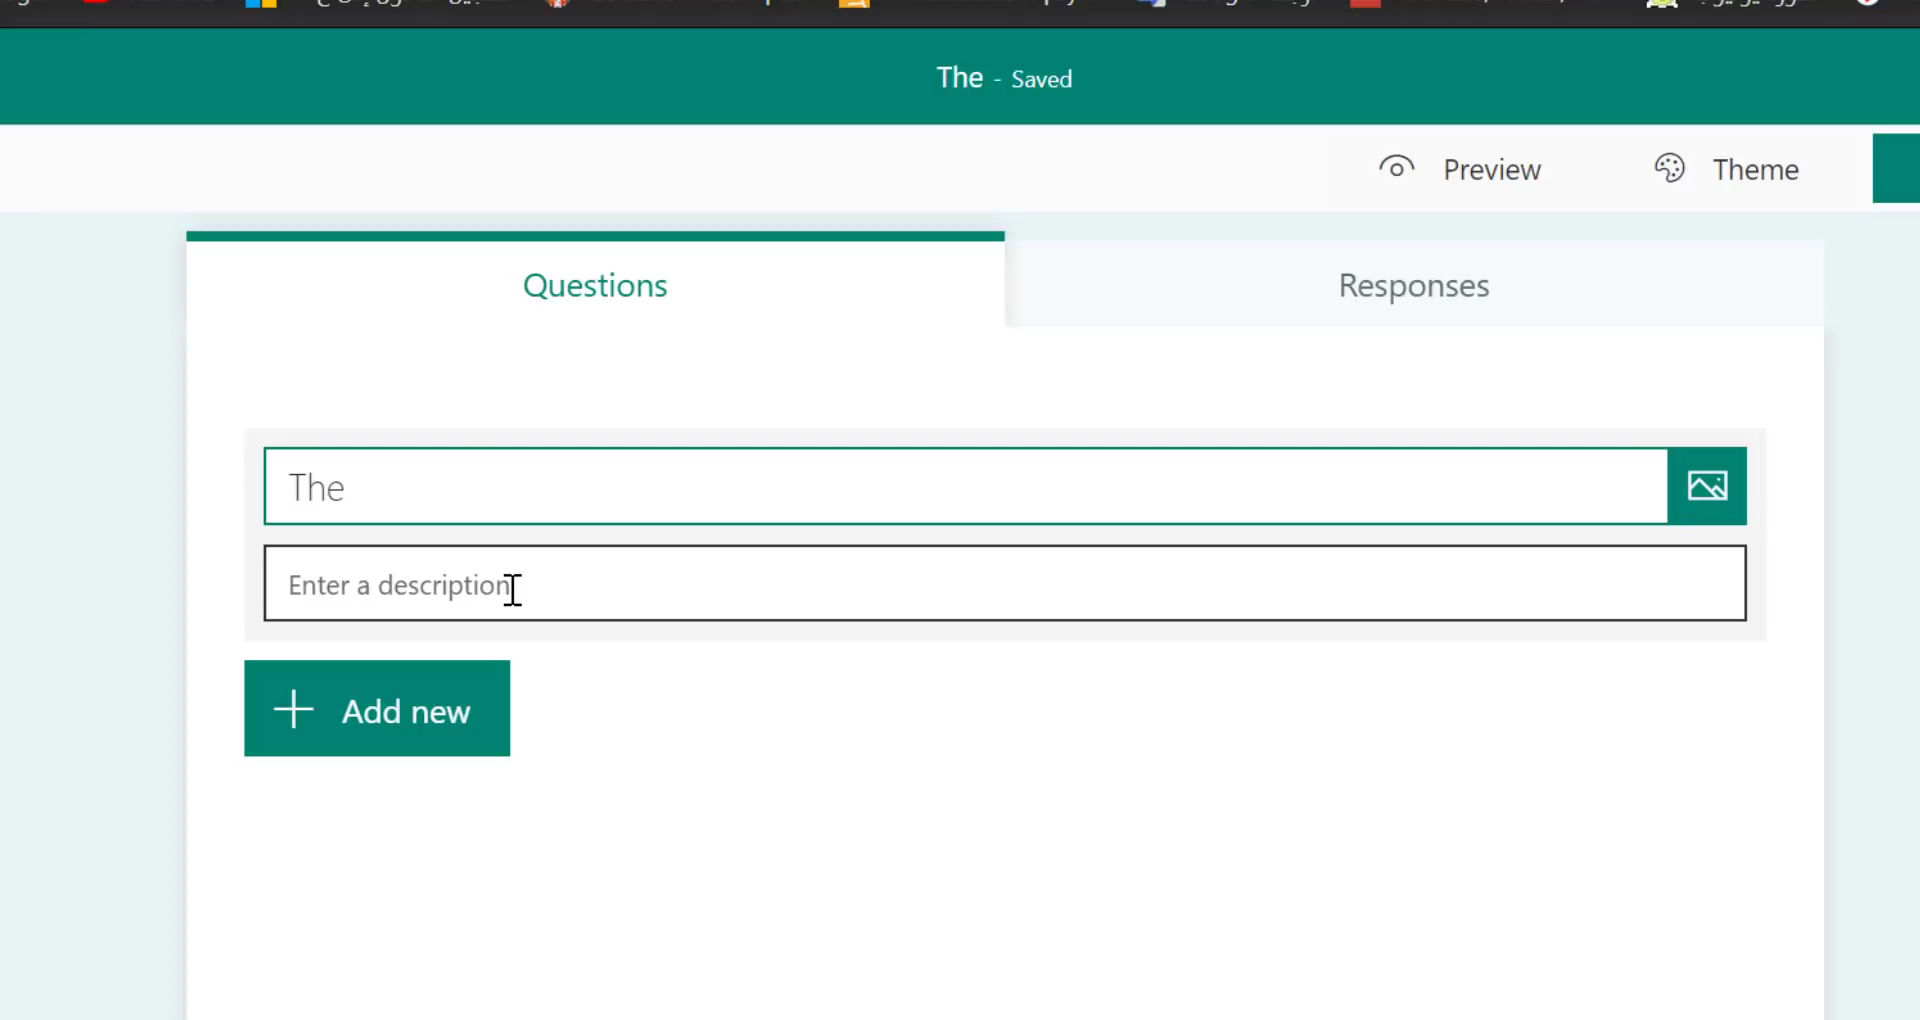 The - Saved
Preview
Theme
Questions
Responses
The
Enter a description
Add new